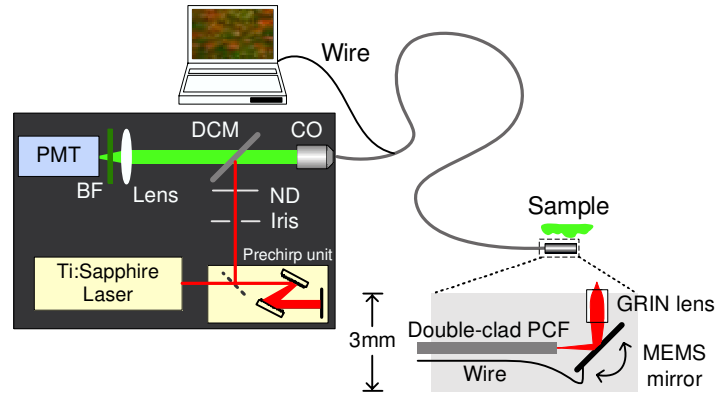 Wire
DCM
CO
PMT
BF
Lens
ND
Iris
Prechirp unit
Ti:Sapphire
Laser
Sample
GRIN lens
Double-clad PCF
3mm
MEMS
mirror
Wire